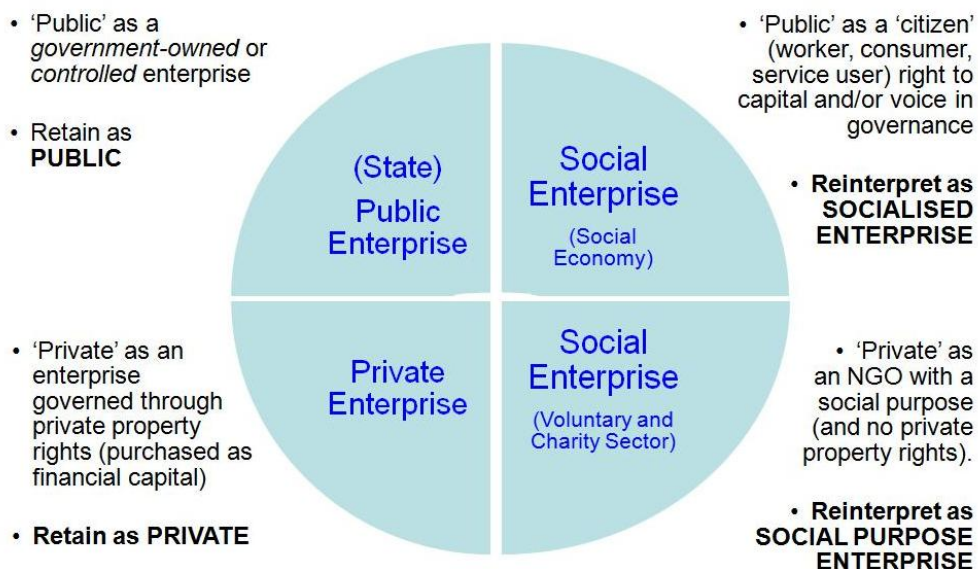 • 'Public' as a
government-owned or
controlled enterprise
• Retain as
PUBLIC
(State)
Public
Enterprise
Social
Enterprise
(Social
Economy)
• 'Public' as a 'citizen'
(worker, consumer,
service user) right to
capital and/or voice in
governance
• Reinterpret as
SOCIALISED
ENTERPRISE
• 'Private' as an
enterprise
governed through
private property
rights (purchased as
financial capital)
• Retain as PRIVATE
Private
Enterprise
Social
Enterprise
(Voluntary and
Charity Sector)
• 'Private' as
an NGO with a
social purpose
(and no private
property rights).
• Reinterpret as
SOCIAL PURPOSE
ENTERPRISE